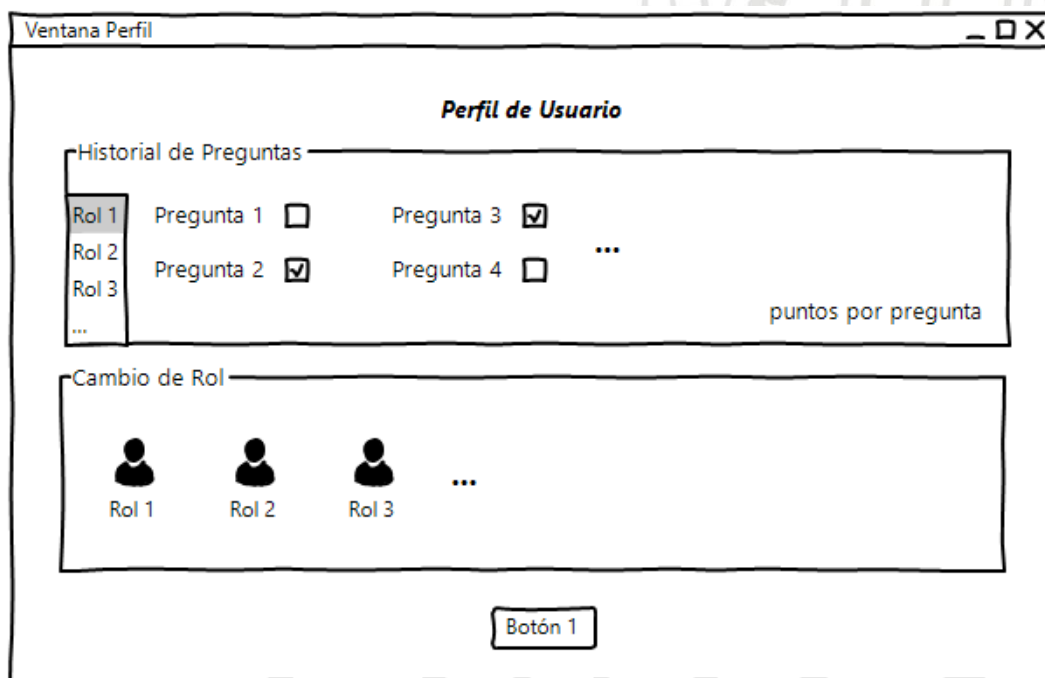 Ventana Perfil
Perfil de Usuario
Historial de Preguntas
Rol 1 Pregunta 1 Pregunta 3
Rol 2 Pregunta 2 Pregunta 4 ...
Rol 3
...
puntos por pregunta
Cambio de Rol
...
Rol 1 Rol 2 Rol 3
Botón 1